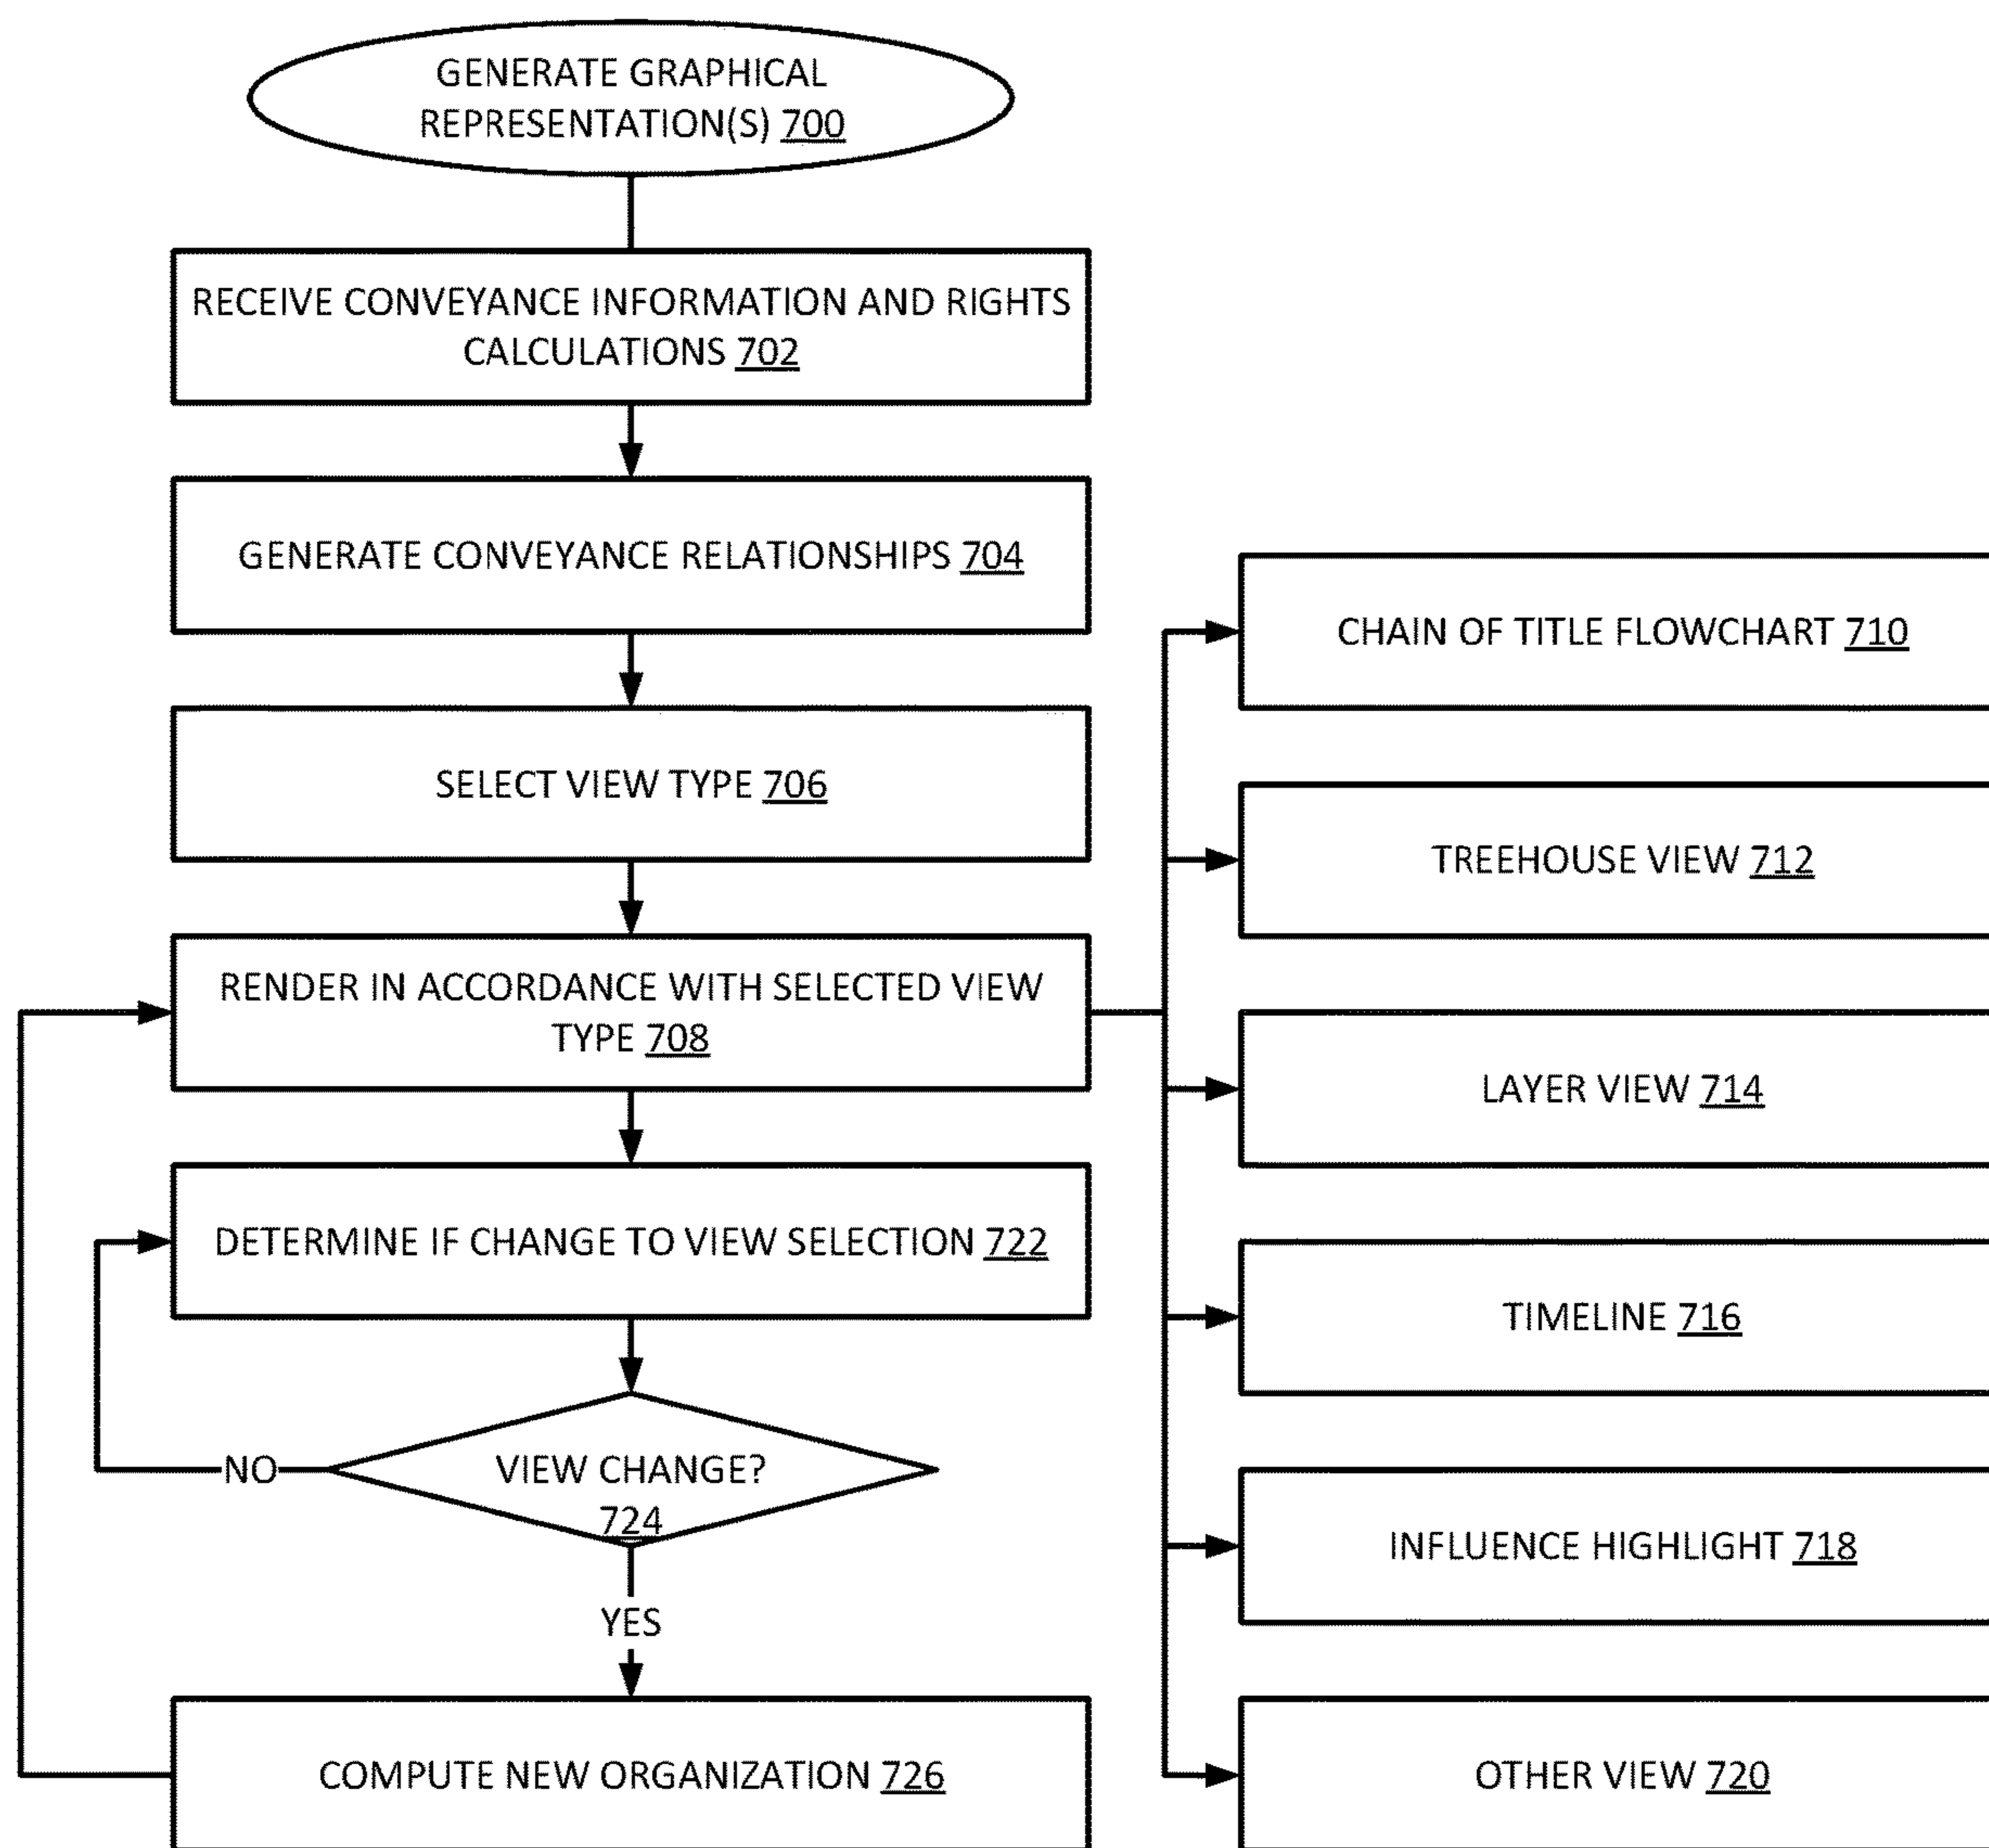 GENERATE GRAPHICAL
REPRESENTATION(S) 700
RECEIVE CONVEYANCE INFORMATION AND RIGHTS
CALCULATIONS 702
GENERATE CONVEYANCE RELATIONSHIPS 704
SELECT VIEW TYPE 706
RENDER IN ACCORDANCE WITH SELECTED VIEW
TYPE 708
DETERMINE IF CHANGE TO VIEW SELECTION 722
VIEW CHANGE?
724
NO
YES
COMPUTE NEW ORGANIZATION 726
CHAIN OF TITLE FLOWCHART 710
TREEHOUSE VIEW 712
LAYER VIEW 714
TIMELINE 716
INFLUENCE HIGHLIGHT 718
OTHER VIEW 720